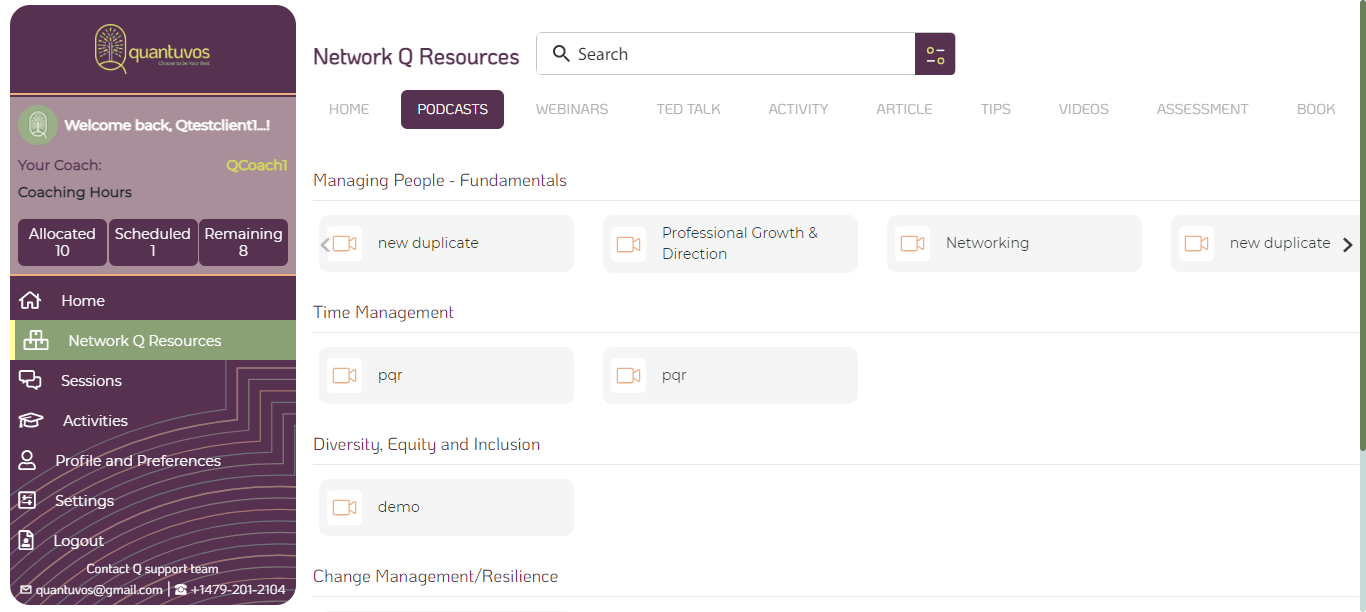 quantuvos
Choose to be Your Best
Welcome back, Qtestclient1...!
Your Coach:
QCoach1
Coaching Hours
Allocated
10
Scheduled
1
Remaining
8
Home
Network Q Resources
Sessions
Activities
Profile and Preferences
Settings
Logout
Contact Q support team
quantuvos@gmail.com | +1479-201-2104
Network Q Resources
Search
HOME
PODCASTS
WEBINARS
TED TALK
ACTIVITY
ARTICLE
TIPS
VIDEOS
ASSESSMENT
BOOK
Managing People - Fundamentals
new duplicate
Professional Growth &
Direction
Networking
new duplicate
Time Management
pqr
pqr
Diversity, Equity and Inclusion
demo
Change Management/Resilience